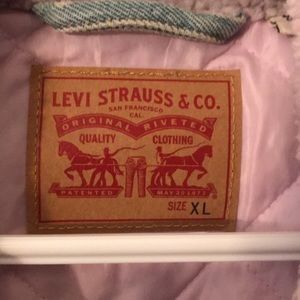 LEVI STRAUSS & CO.
SAN FRANCISCO
CAL.
ORIGINAL RIVETED
QUALITY CLOTHING
PATENTED MAY 20 1873
SIZE XL